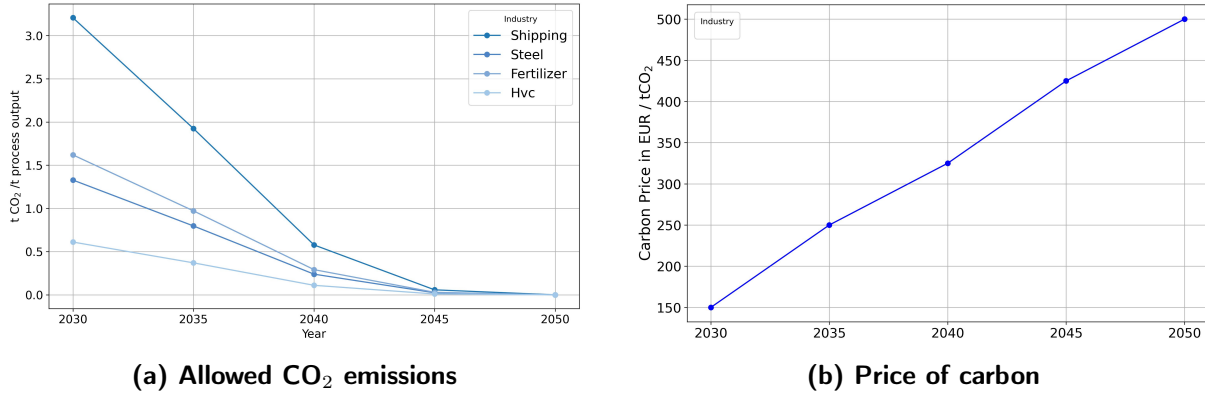 Industry
Shipping
Steel
Fertilizer
Hvc
t CO₂ /t process output
3.0
2.5
2.0
1.5
1.0
0.5
0.0
2030 2035 2040 2045 2050
Year
(a) Allowed CO₂ emissions
Industry
Carbon Price in EUR / tCO₂
500
450
400
350
300
250
200
150
2030 2035 2040 2045 2050
(b) Price of carbon